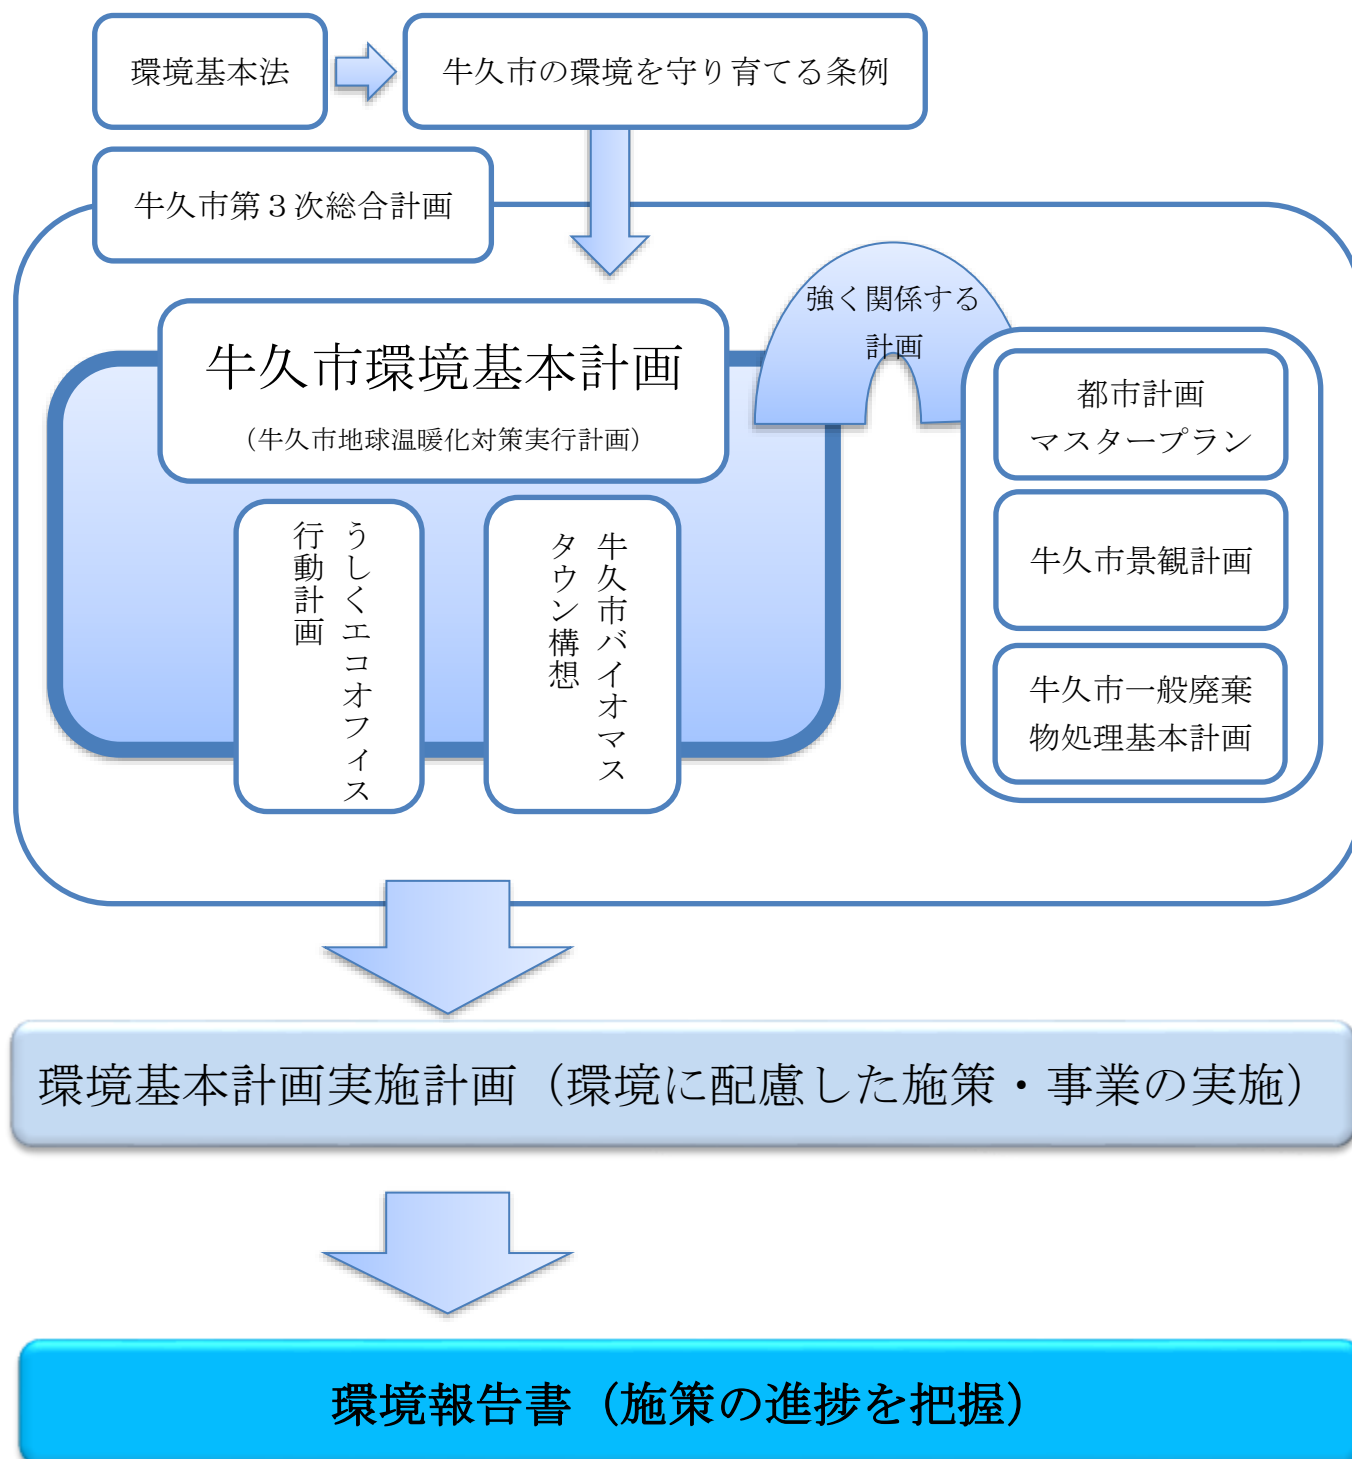 環境基本法
牛久市の環境を守り育てる条例
牛久市第３次総合計画
牛久市環境基本計画
（牛久市地球温暖化対策実行計画）
強く関係する
計画
都市計画
マスタープラン
牛久市景観計画
牛久市一般廃棄
物処理基本計画
うしくエコオフィス
行動計画
牛久市バイオマス
タウン構想
環境基本計画実施計画（環境に配慮した施策・事業の実施）
環境報告書（施策の進捗を把握）